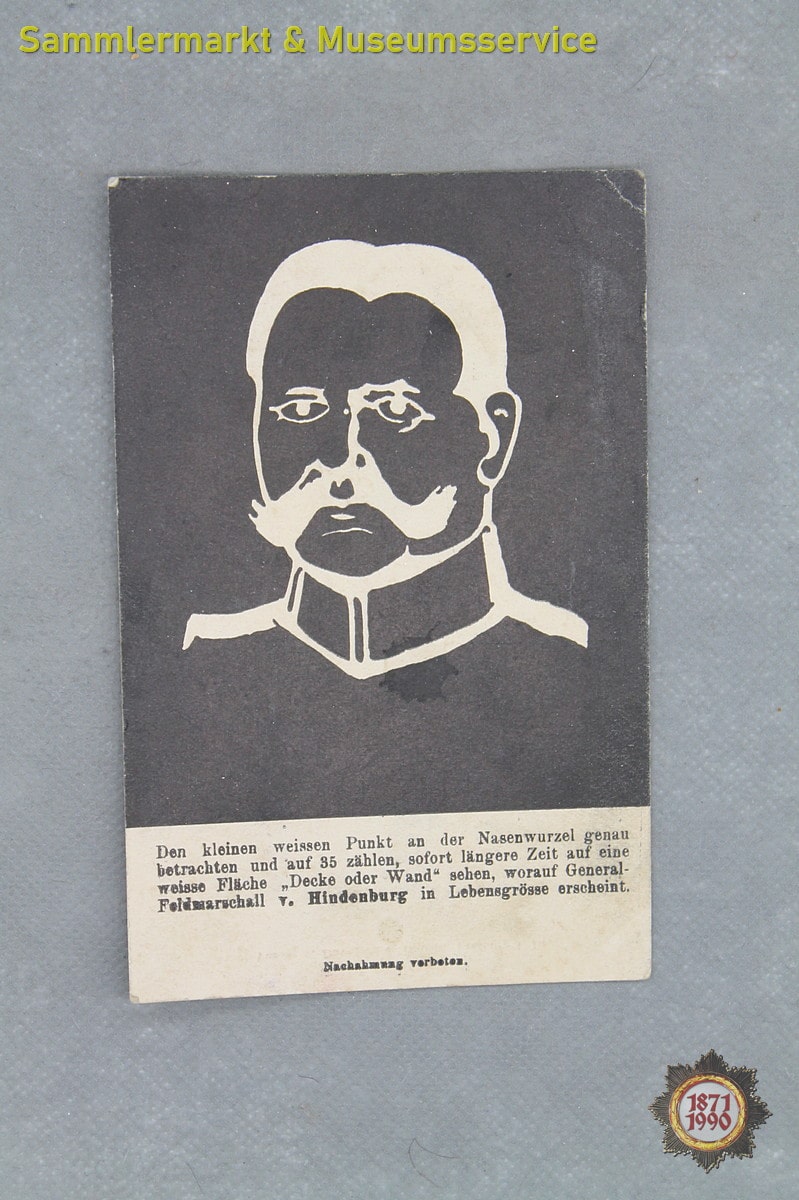 Sammlermarkt & Museumsservice
Den kleinen weissen Punkt an der Nasenwurzel genau
betrachten und auf 35 zählen, sofort längere Zeit auf eine
weisse Fläche „Decke oder Wand“ sehen, worauf General-
Feldmarschall v. Hindenburg in Lebensgrösse erscheint.
Nachahmung verboten.
1871
1990